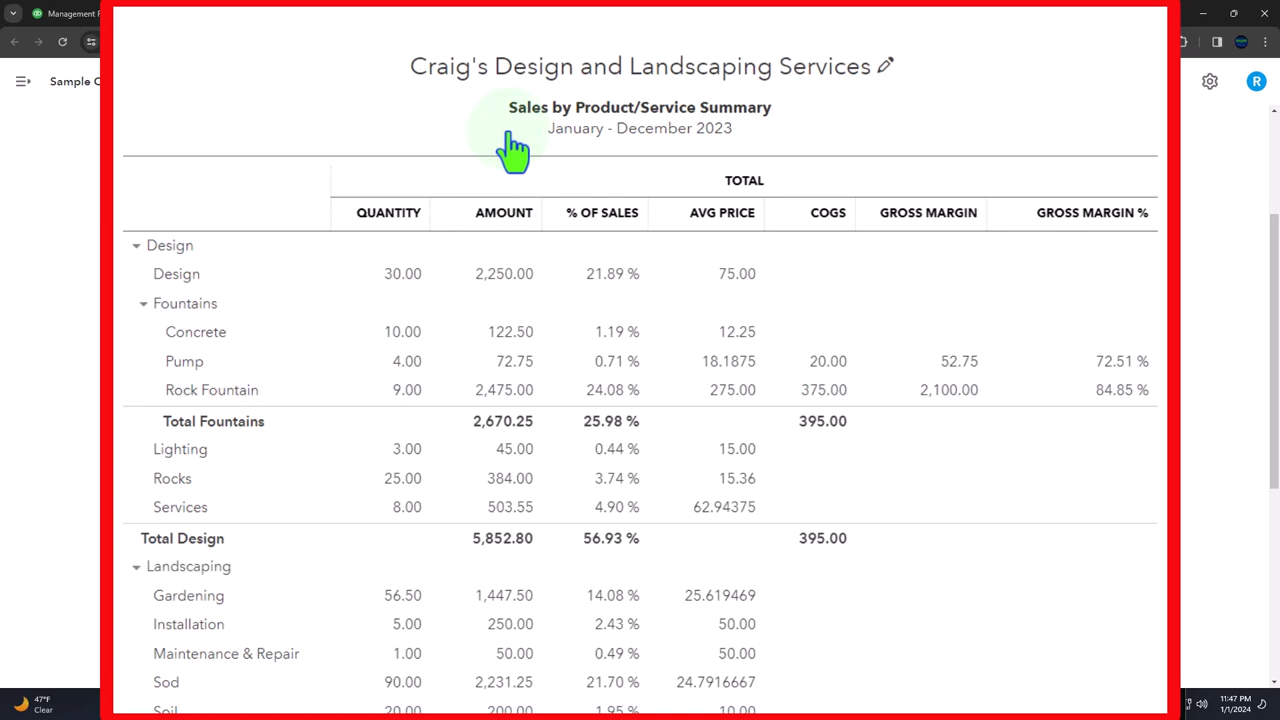 Management
Sample C
R
Craig's Design and Landscaping Services
Sales by Product/Service Summary
January - December 2023
TOTAL
QUANTITY AMOUNT % OF SALES AVG PRICE COGS GROSS MARGIN GROSS MARGIN %
Design
Design 30.00 2,250.00 21.89 % 75.00
Fountains
Concrete 10.00 122.50 1.19 % 12.25
Pump 4.00 72.75 0.71 % 18.1875 20.00 52.75 72.51 %
Rock Fountain 9.00 2,475.00 24.08 % 275.00 375.00 2,100.00 84.85 %
Total Fountains 2,670.25 25.98 % 395.00
Lighting 3.00 45.00 0.44 % 15.00
Rocks 25.00 384.00 3.74 % 15.36
Services 8.00 503.55 4.90 % 62.94375
Total Design 5,852.80 56.93 % 395.00
Landscaping
Gardening 56.50 1,447.50 14.08 % 25.619469
Installation 5.00 250.00 2.43 % 50.00
Maintenance & Repair 1.00 50.00 0.49 % 50.00
Sod 90.00 2,231.25 21.70 % 24.7916667
Soil 20.00 200.00 1.95 % 10.00
47°F
Clear
11:47 PM
1/1/2024